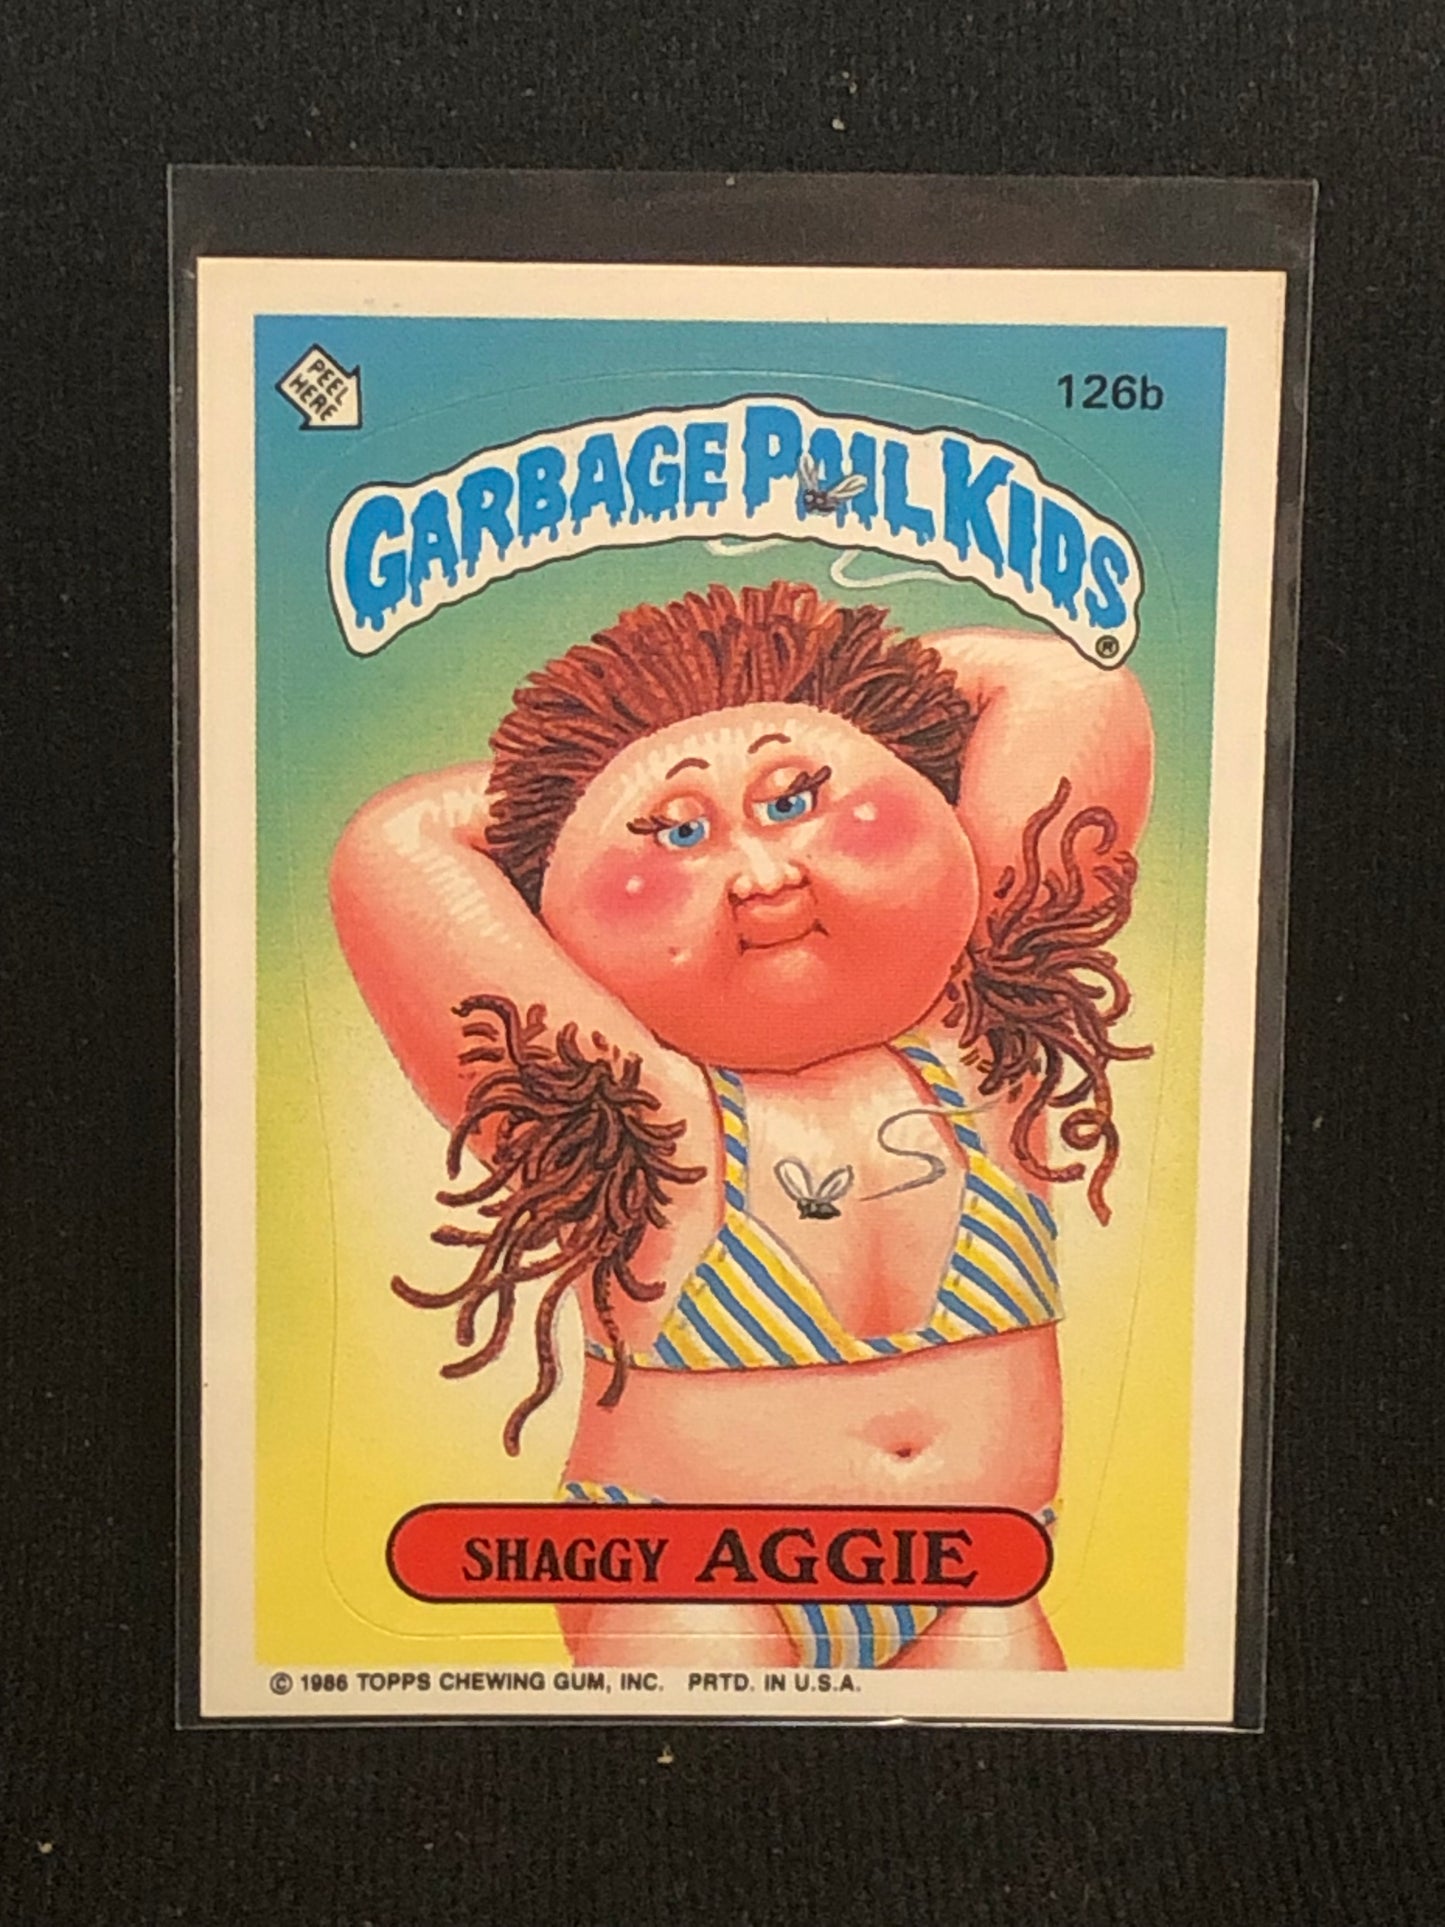 PEEL
HERE
126b
GARBAGE PAIL KIDS
®
SHAGGY AGGIE
© 1986 TOPPS CHEWING GUM, INC. PRTD. IN U.S.A.